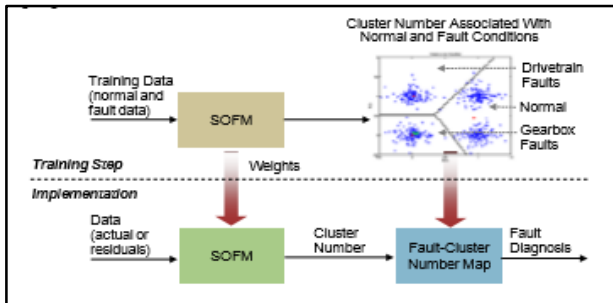 Cluster Number Associated With
Normal and Fault Conditions
Training Data
(normal and
fault data)
SOFM
Drivetrain
Faults
Normal
Gearbox
Faults
Training Step
Weights
Implementation
Data
(actual or
residuals)
SOFM
Cluster
Number
Fault-Cluster
Number Map
Fault
Diagnosis